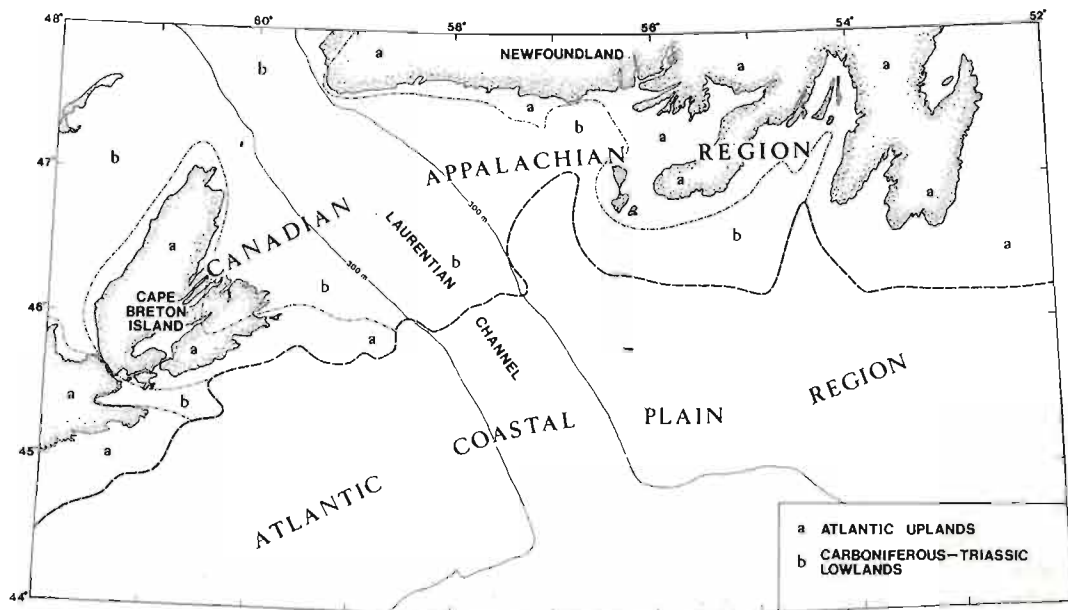 48°
60°
58°
56°
54°
52°
a
NEWFOUNDLAND
a
a
a
b
a
b
47
b
APPALACHIAN
REGION
a
a
a
300 m
CANADIAN
LAURENTIAN
b
b
a
a
300 m
b
46
CAPE
BRETON
ISLAND
a
a
CHANNEL
a
b
REGION
PLAIN
COASTAL
45
a
ATLANTIC
44°
a ATLANTIC UPLANDS
b CARBONIFEROUS-TRIASSIC
LOWLANDS